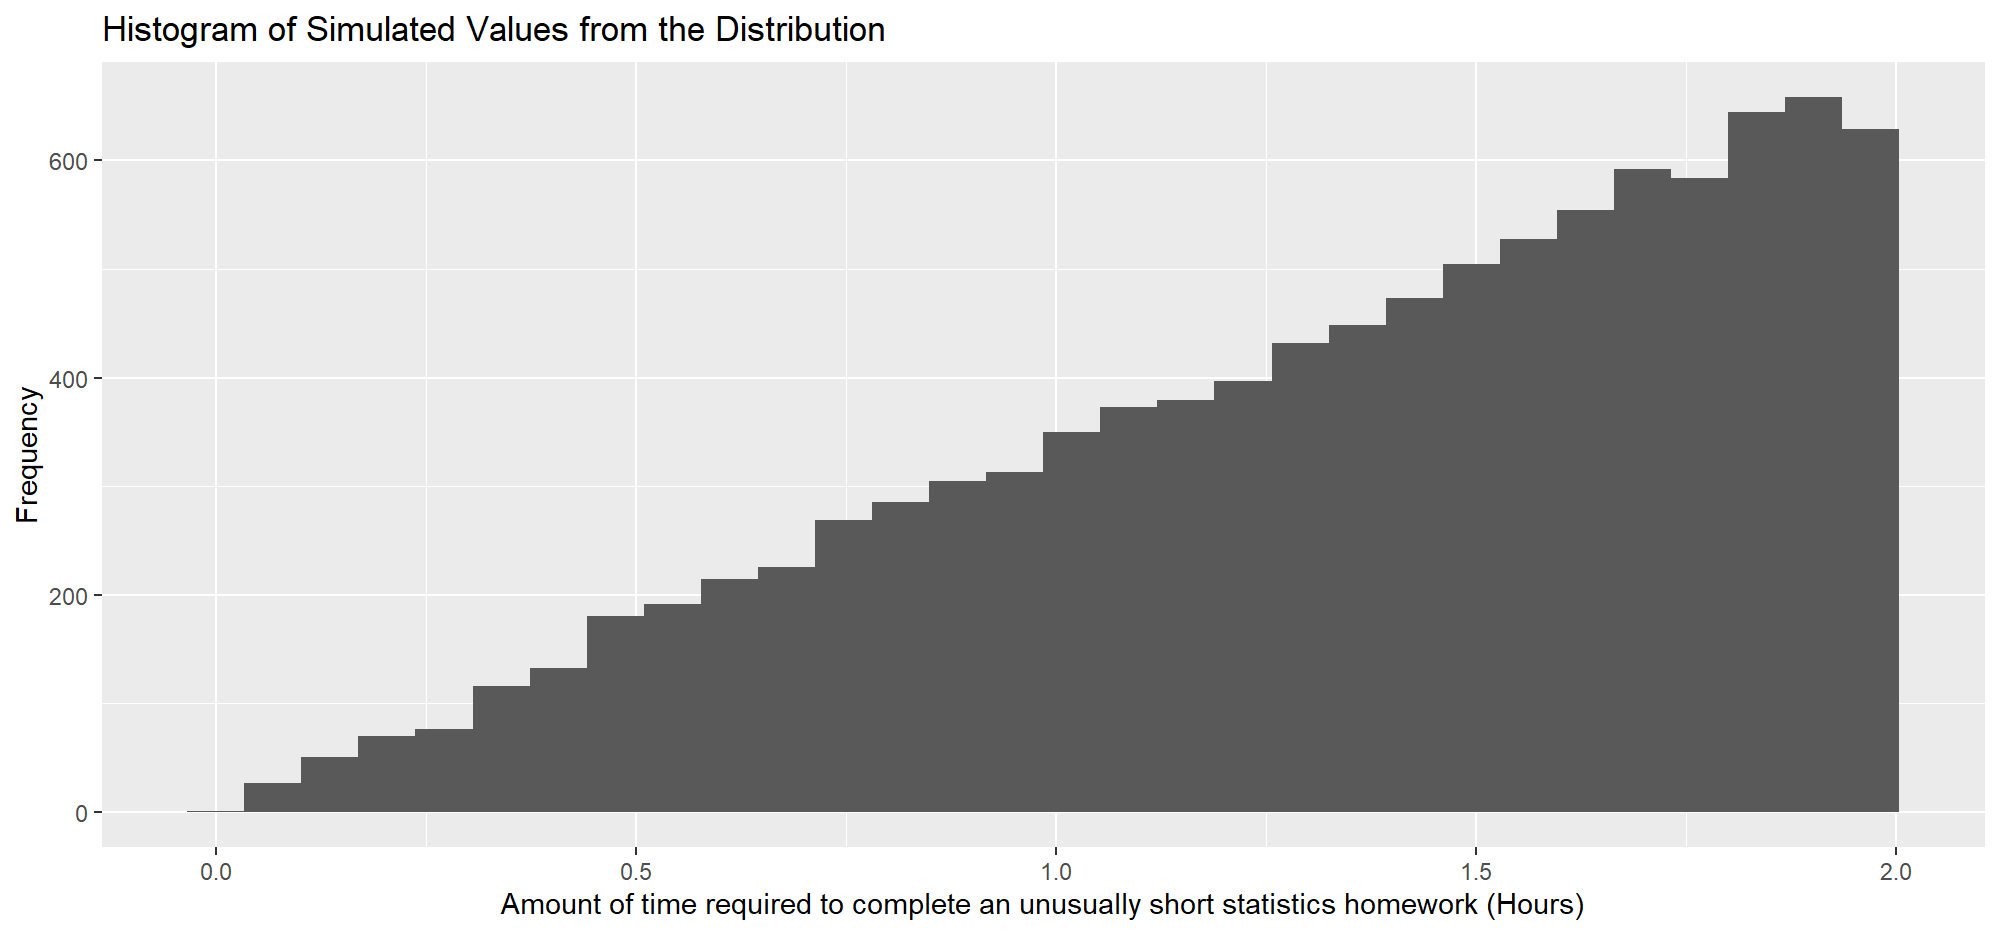 Histogram of Simulated Values from the Distribution
Frequency
600
400
200
0
0.0 0.5 1.0 1.5 2.0
Amount of time required to complete an unusually short statistics homework (Hours)